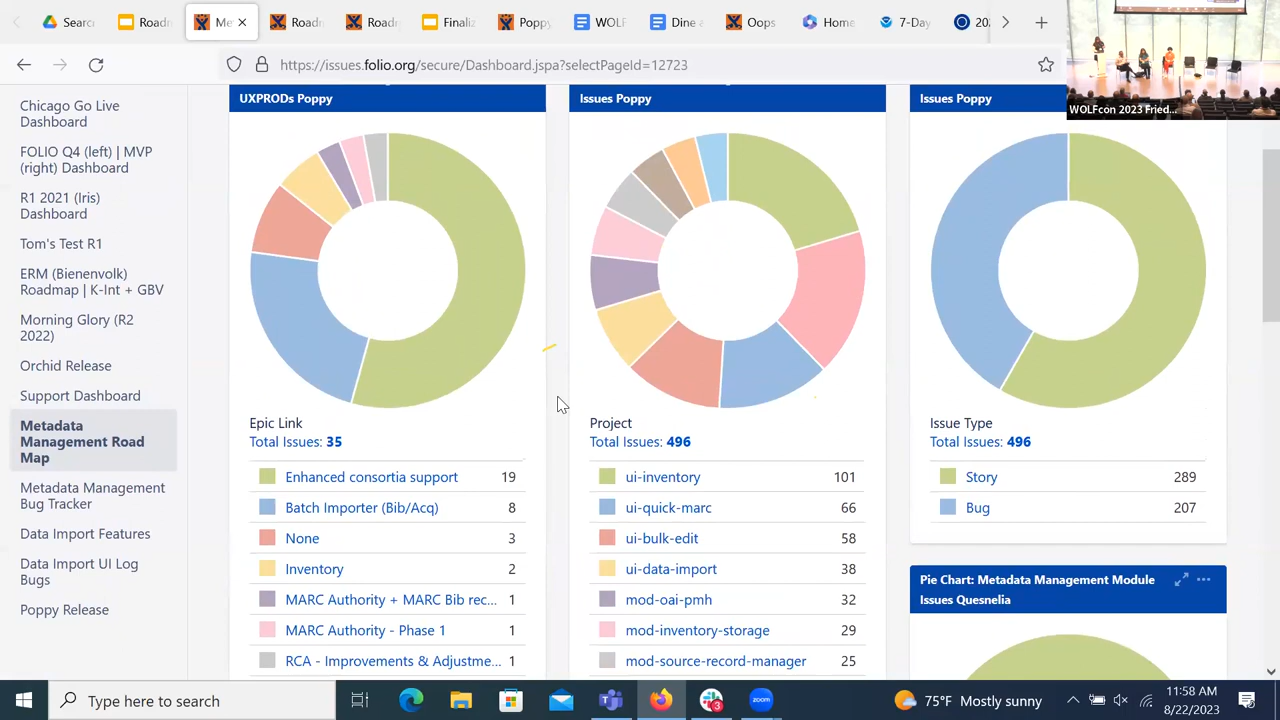 Searc
Roadm
Me
Roadm
Roadm
Finalin
Poppy
WOLF
Dine a
Oops
Home
7-Day
202
https://issues.folio.org/secure/Dashboard.jspa?selectPageId=12723
WOLFcon 2023 Fried...
Chicago Go Live
Dashboard
FOLIO Q4 (left) | MVP
(right) Dashboard
R1 2021 (Iris)
Dashboard
Tom's Test R1
ERM (Bienenvolk)
Roadmap | K-Int + GBV
Morning Glory (R2
2022)
Orchid Release
Support Dashboard
Metadata
Management Road
Map
Metadata Management
Bug Tracker
Data Import Features
Data Import UI Log
Bugs
Poppy Release
UXPRODs Poppy
Epic Link
Total Issues: 35
Enhanced consortia support 19
Batch Importer (Bib/Acq) 8
None 3
Inventory 2
MARC Authority + MARC Bib rec... 1
MARC Authority - Phase 1 1
RCA - Improvements & Adjustme... 1
Issues Poppy
Project
Total Issues: 496
ui-inventory 101
ui-quick-marc 66
ui-bulk-edit 58
ui-data-import 38
mod-oai-pmh 32
mod-inventory-storage 29
mod-source-record-manager 25
Issues Poppy
Issue Type
Total Issues: 496
Story 289
Bug 207
Pie Chart: Metadata Management Module
Issues Quesnelia
Type here to search
3
zoom
75°F Mostly sunny
11:58 AM
8/22/2023